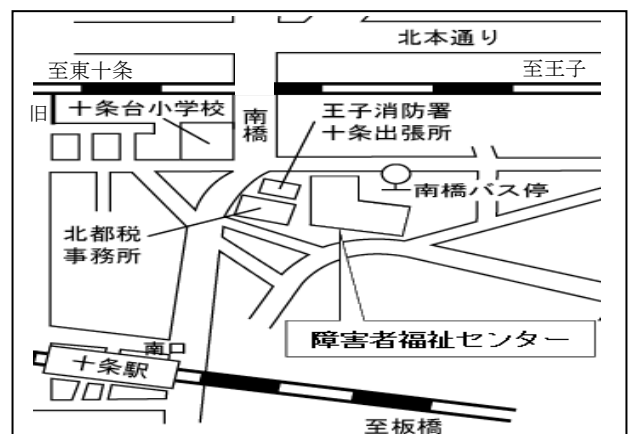 北本通り
至東十条
至王子
旧
十条台小学校
南橋
王子消防署
十条出張所
南橋バス停
北都税
事務所
障害者福祉センター
南
十条駅
至板橋